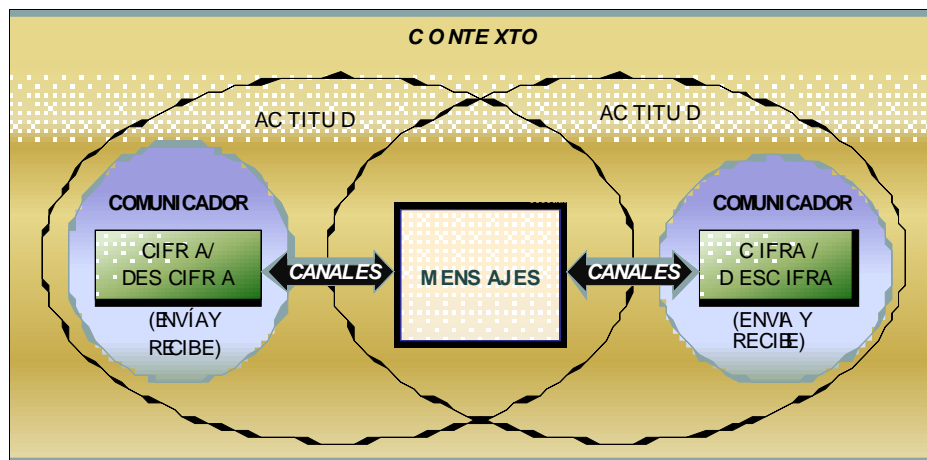 CONTEXTO
ACTITUD
ACTITUD
COMUNICADOR
CIFRA/
DESCIFRA
(ENVÍA Y
RECIBE)
CANALES
MENSAJES
CANALES
COMUNICADOR
CIFRA/
DESCIFRA
(ENVIA Y
RECIBE)